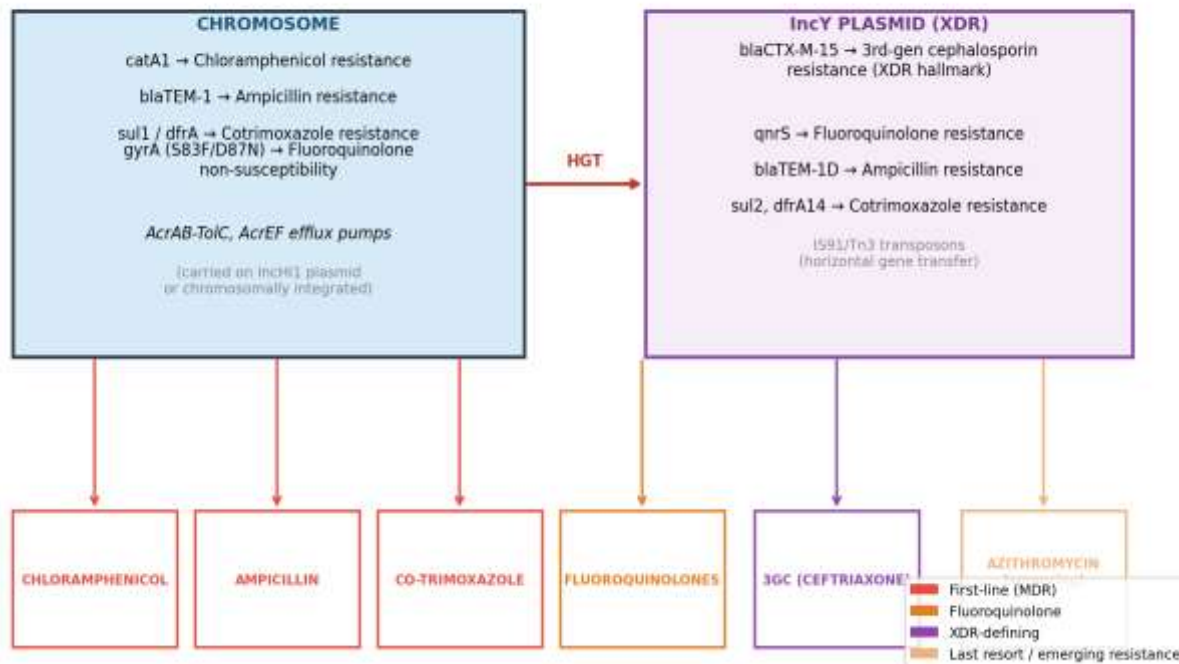 CHROMOSOME
catA1 → Chloramphenicol resistance
blaTEM-1 → Ampicillin resistance
sul1 / dfrA → Cotrimoxazole resistance
gyrA (S83F/D87N) → Fluoroquinolone
non-susceptibility
AcrAB-TolC, AcrEF efflux pumps
(carried on IncHI1 plasmid
or chromosomally integrated)
HGT
IncY PLASMID (XDR)
blaCTX-M-15 → 3rd-gen cephalosporin
resistance (XDR hallmark)
qnrS → Fluoroquinolone resistance
blaTEM-1D → Ampicillin resistance
sul2, dfrA14 → Cotrimoxazole resistance
IS91/Tn3 transposons
(horizontal gene transfer)
CHLORAMPHENICOL
AMPICILLIN
CO-TRIMOXAZOLE
FLUOROQUINOLONES
3GC (CEFTRIAXONE)
AZITHROMYCIN
First-line (MDR)
Fluoroquinolone
XDR-defining
Last resort / emerging resistance